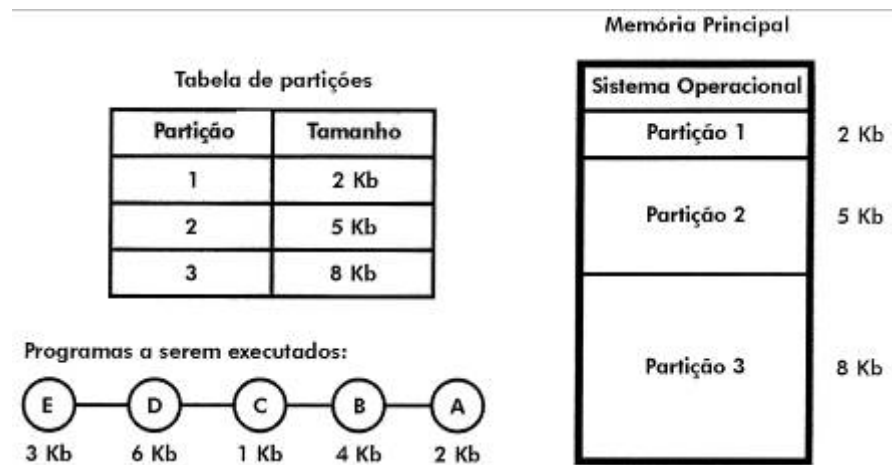 Memória Principal
Tabela de partições
Partição Tamanho
1 2 Kb
2 5 Kb
3 8 Kb
Sistema Operacional
Partição 1 2 Kb
Partição 2 5 Kb
Partição 3 8 Kb
Programas a serem executados:
E D C B A
3 Kb 6 Kb 1 Kb 4 Kb 2 Kb